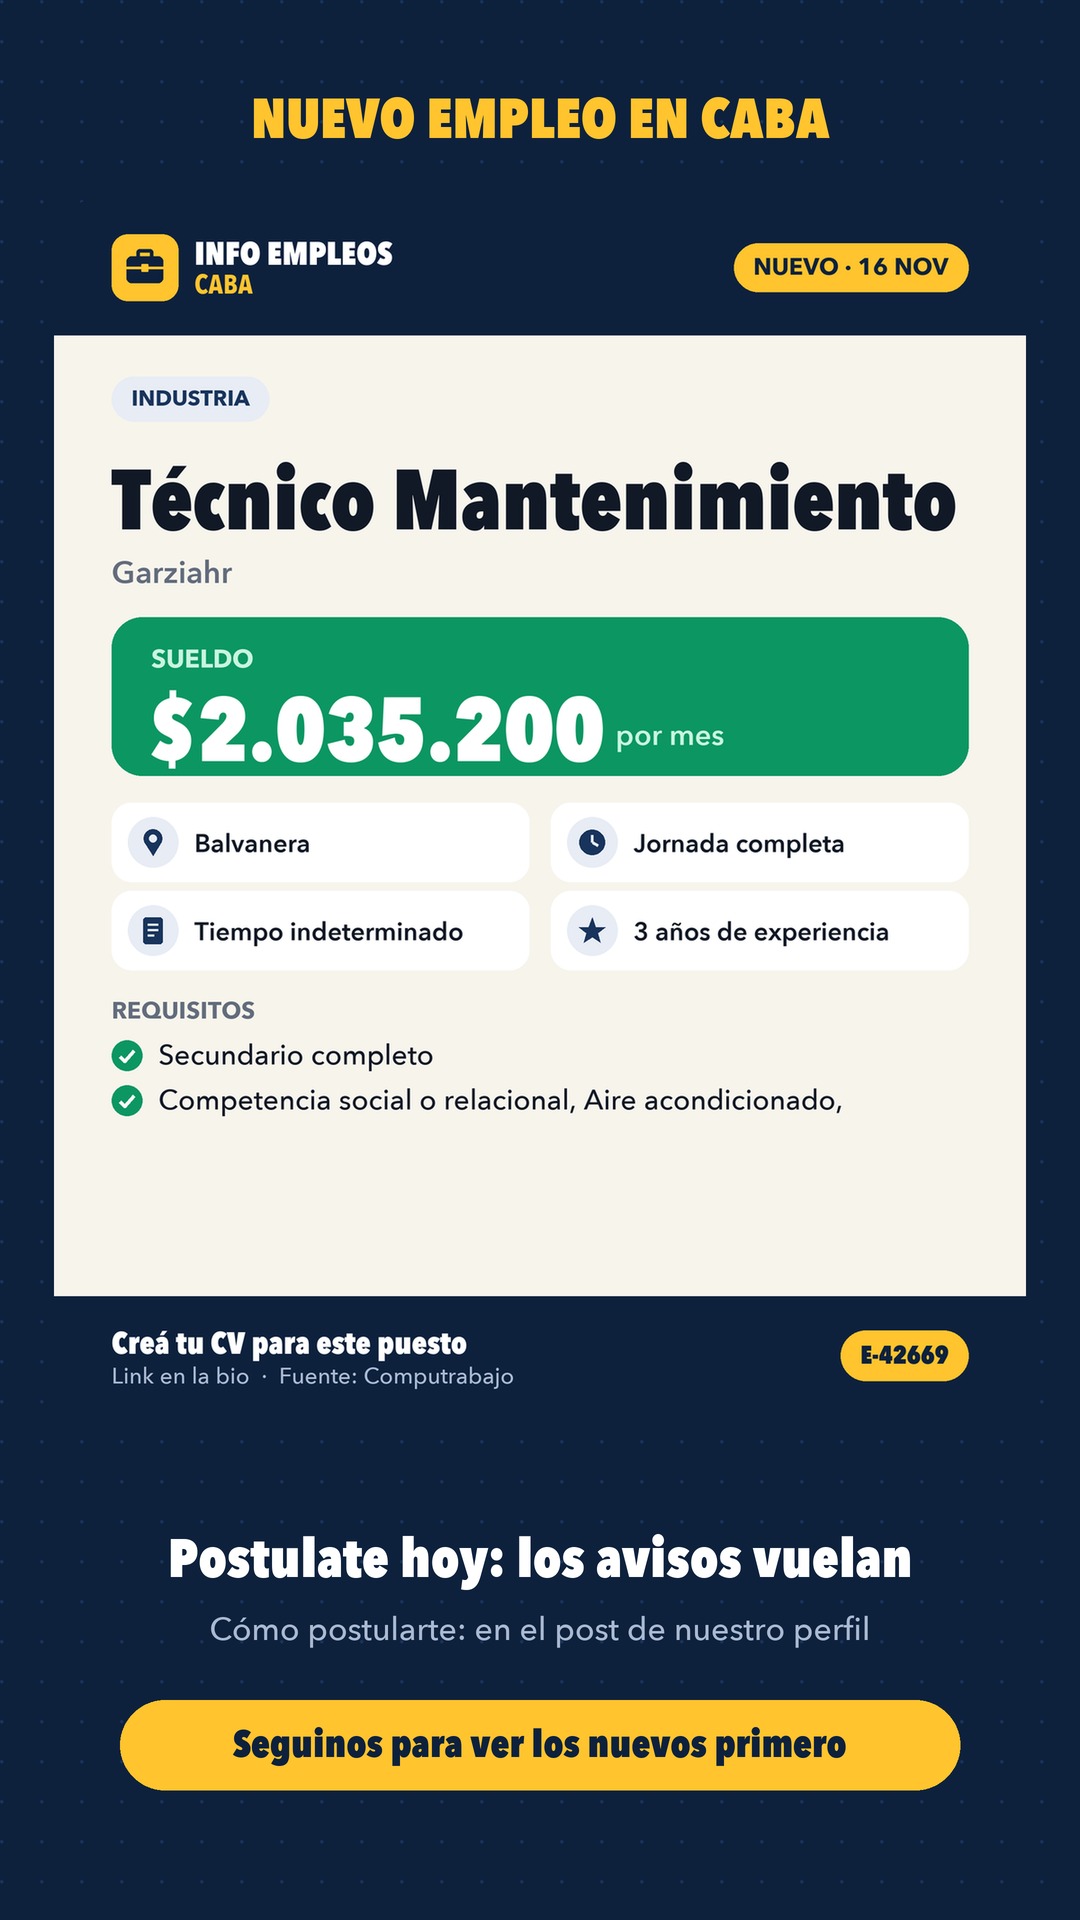 NUEVO EMPLEO EN CABA
INFO EMPLEOS
CABA
NUEVO · 16 NOV
INDUSTRIA
Técnico Mantenimiento
Garziahr
SUELDO
$2.035.200 por mes
Balvanera
Jornada completa
Tiempo indeterminado
3 años de experiencia
REQUISITOS
Secundario completo
Competencia social o relacional, Aire acondicionado,
Creá tu CV para este puesto
Link en la bio · Fuente: Computrabajo
E-42669
Postulate hoy: los avisos vuelan
Cómo postularte: en el post de nuestro perfil
Seguinos para ver los nuevos primero